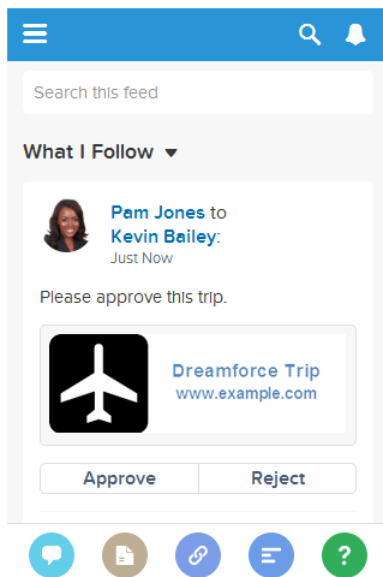 Search this feed
What I Follow
Pam Jones to
Kevin Bailey:
Just Now
Please approve this trip.
Dreamforce Trip
www.example.com
Approve Reject
?